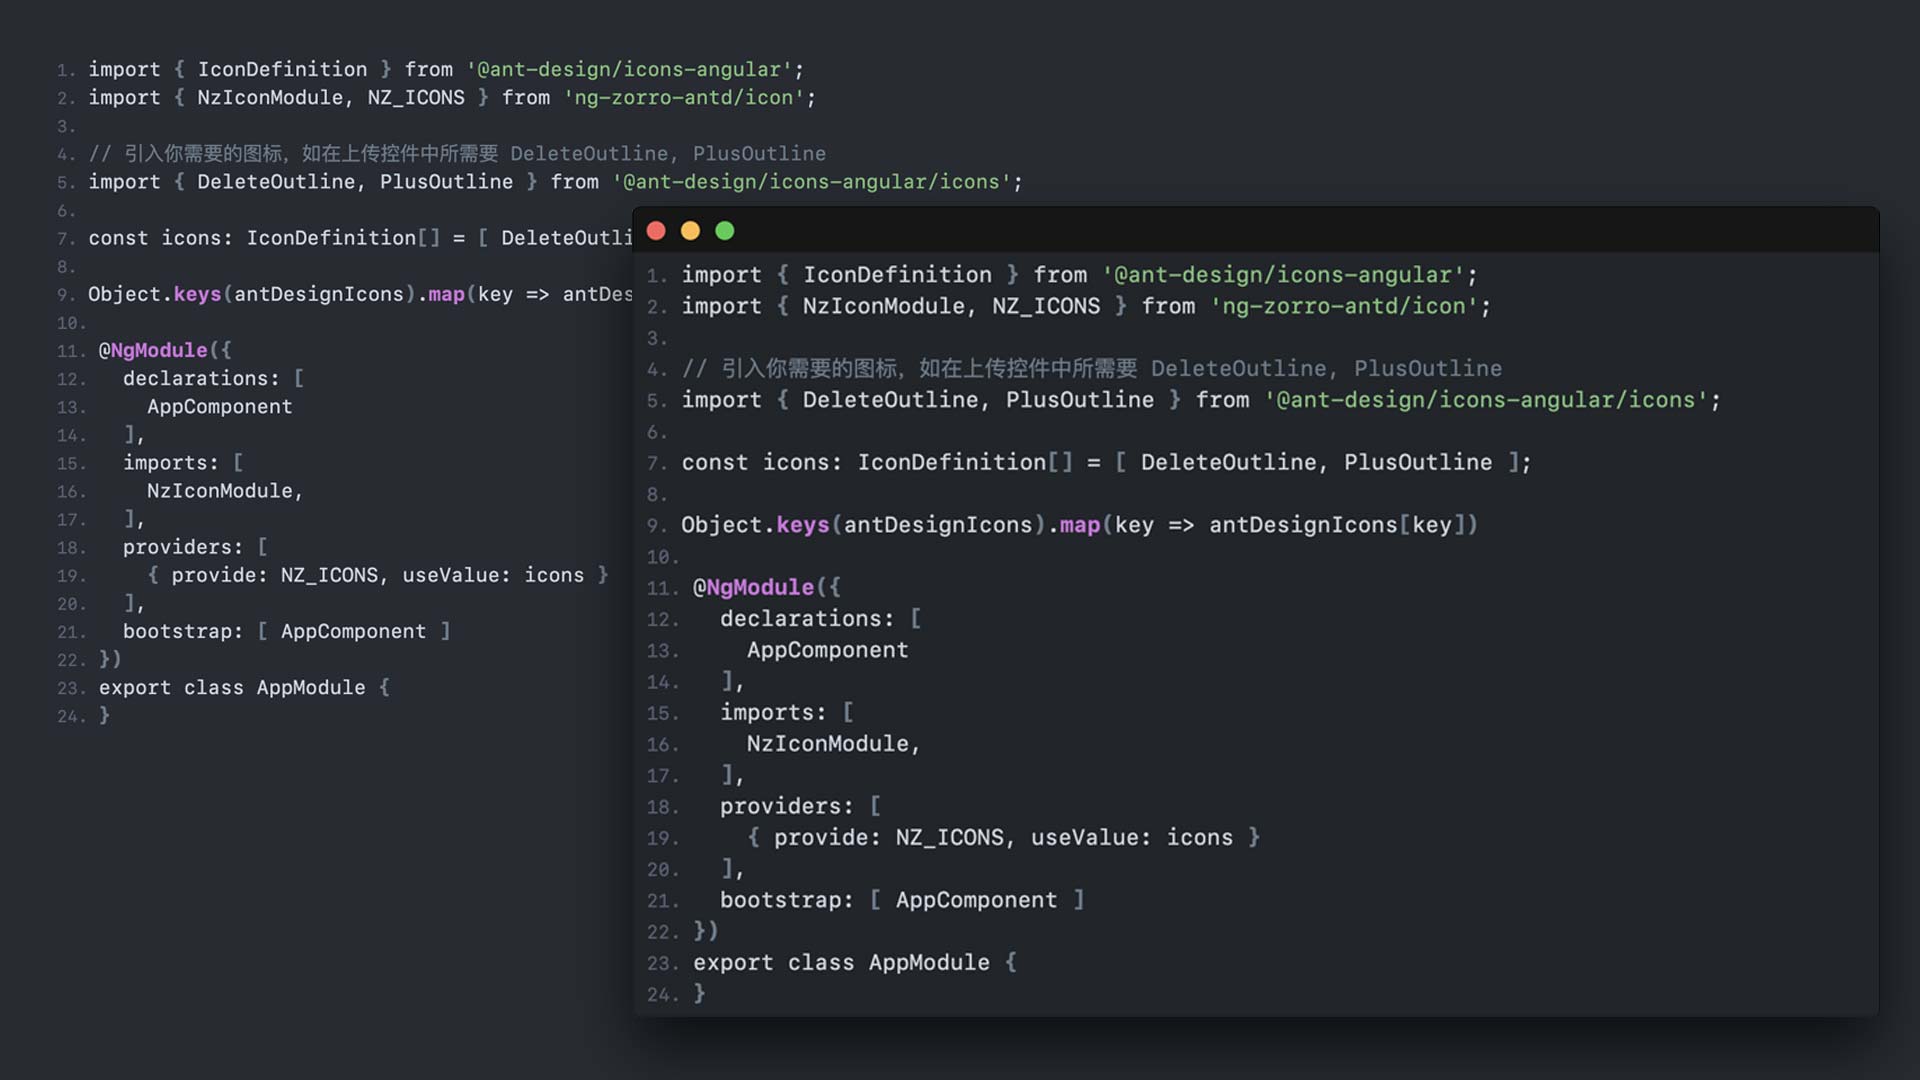 1. import { IconDefinition } from '@ant-design/icons-angular';
2. import { NzIconModule, NZ_ICONS } from 'ng-zorro-antd/icon';
3.
4. // 引入你需要的图标，如在上传控件中所需要 DeleteOutline, PlusOutline
5. import { DeleteOutline, PlusOutline } from '@ant-design/icons-angular/icons';
6.
7. const icons: IconDefinition[] = [ DeleteOutli
8.
9. Object.keys(antDesignIcons).map(key => antDes
10.
11. @NgModule({
12.   declarations: [
13.     AppComponent
14.   ],
15.   imports: [
16.     NzIconModule,
17.   ],
18.   providers: [
19.     { provide: NZ_ICONS, useValue: icons }
20.   ],
21.   bootstrap: [ AppComponent ]
22. })
23. export class AppModule {
24. }
1. import { IconDefinition } from '@ant-design/icons-angular';
2. import { NzIconModule, NZ_ICONS } from 'ng-zorro-antd/icon';
3.
4. // 引入你需要的图标，如在上传控件中所需要 DeleteOutline, PlusOutline
5. import { DeleteOutline, PlusOutline } from '@ant-design/icons-angular/icons';
6.
7. const icons: IconDefinition[] = [ DeleteOutline, PlusOutline ];
8.
9. Object.keys(antDesignIcons).map(key => antDesignIcons[key])
10.
11. @NgModule({
12.   declarations: [
13.     AppComponent
14.   ],
15.   imports: [
16.     NzIconModule,
17.   ],
18.   providers: [
19.     { provide: NZ_ICONS, useValue: icons }
20.   ],
21.   bootstrap: [ AppComponent ]
22. })
23. export class AppModule {
24. }